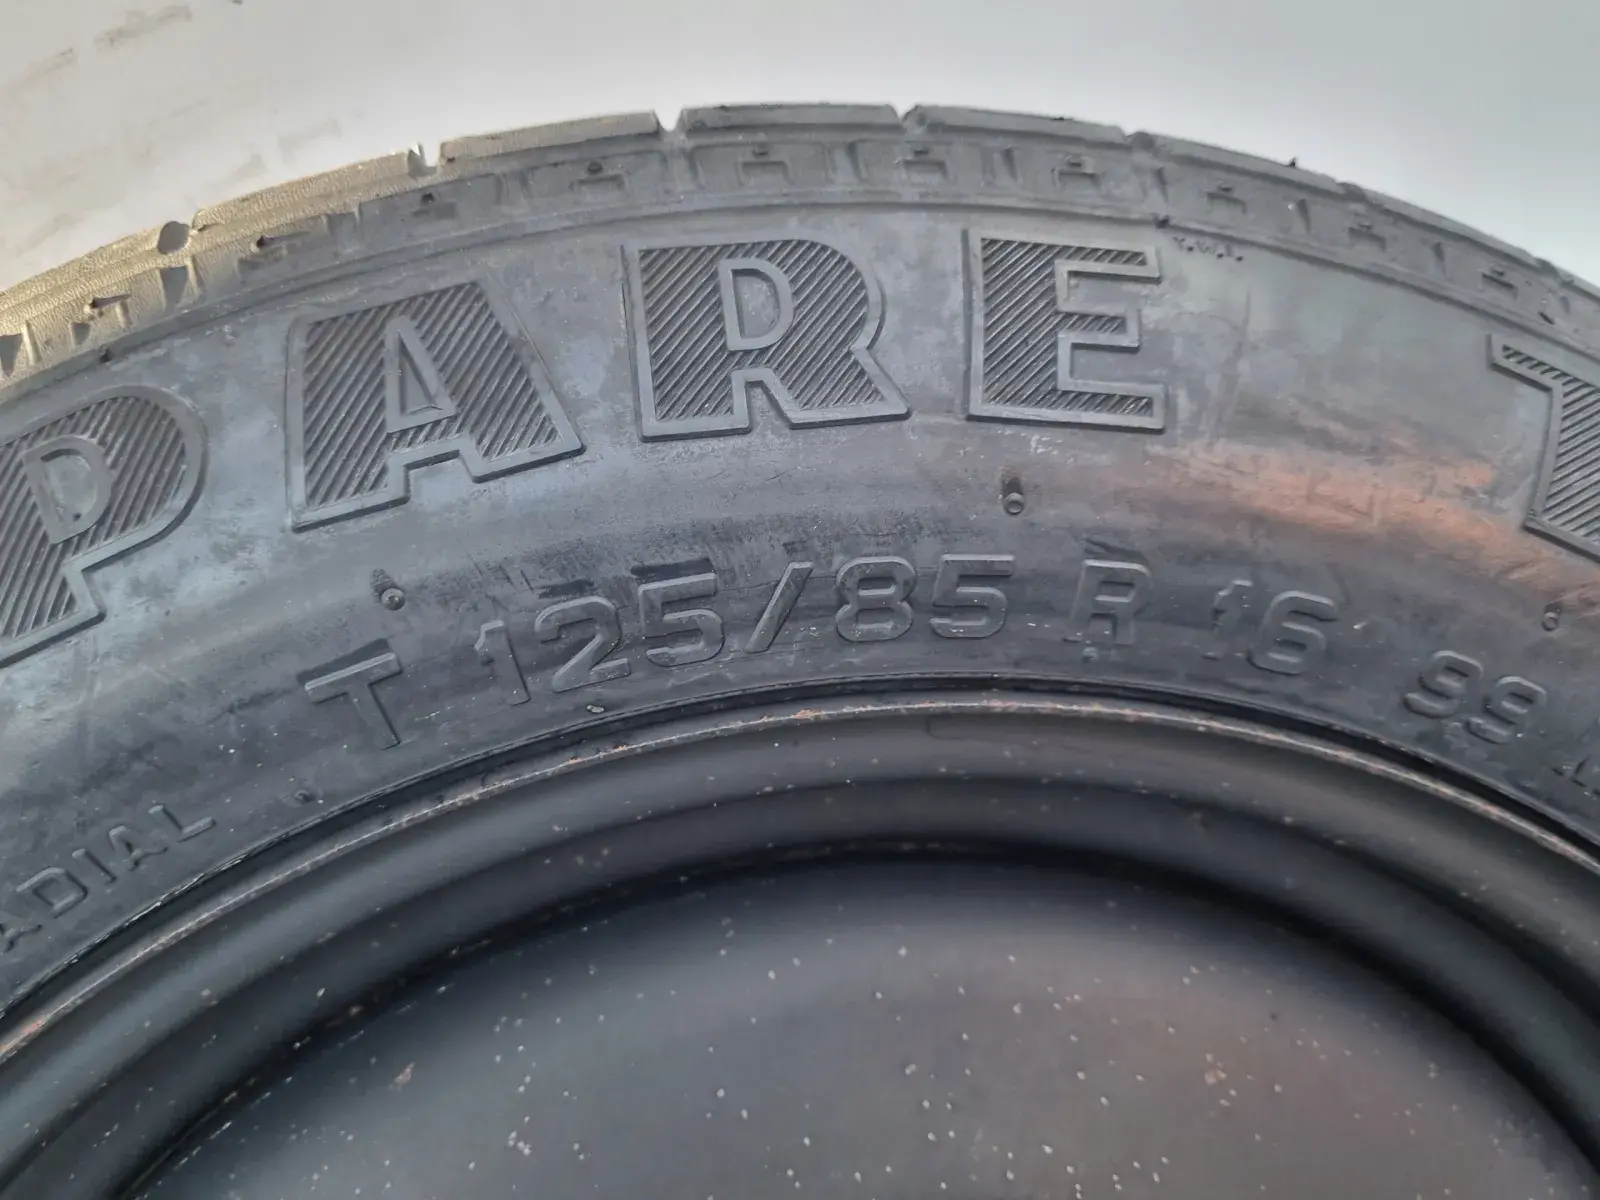 PARE T
T.W.I.
T 125/85 R 16 99 M
ADIAL